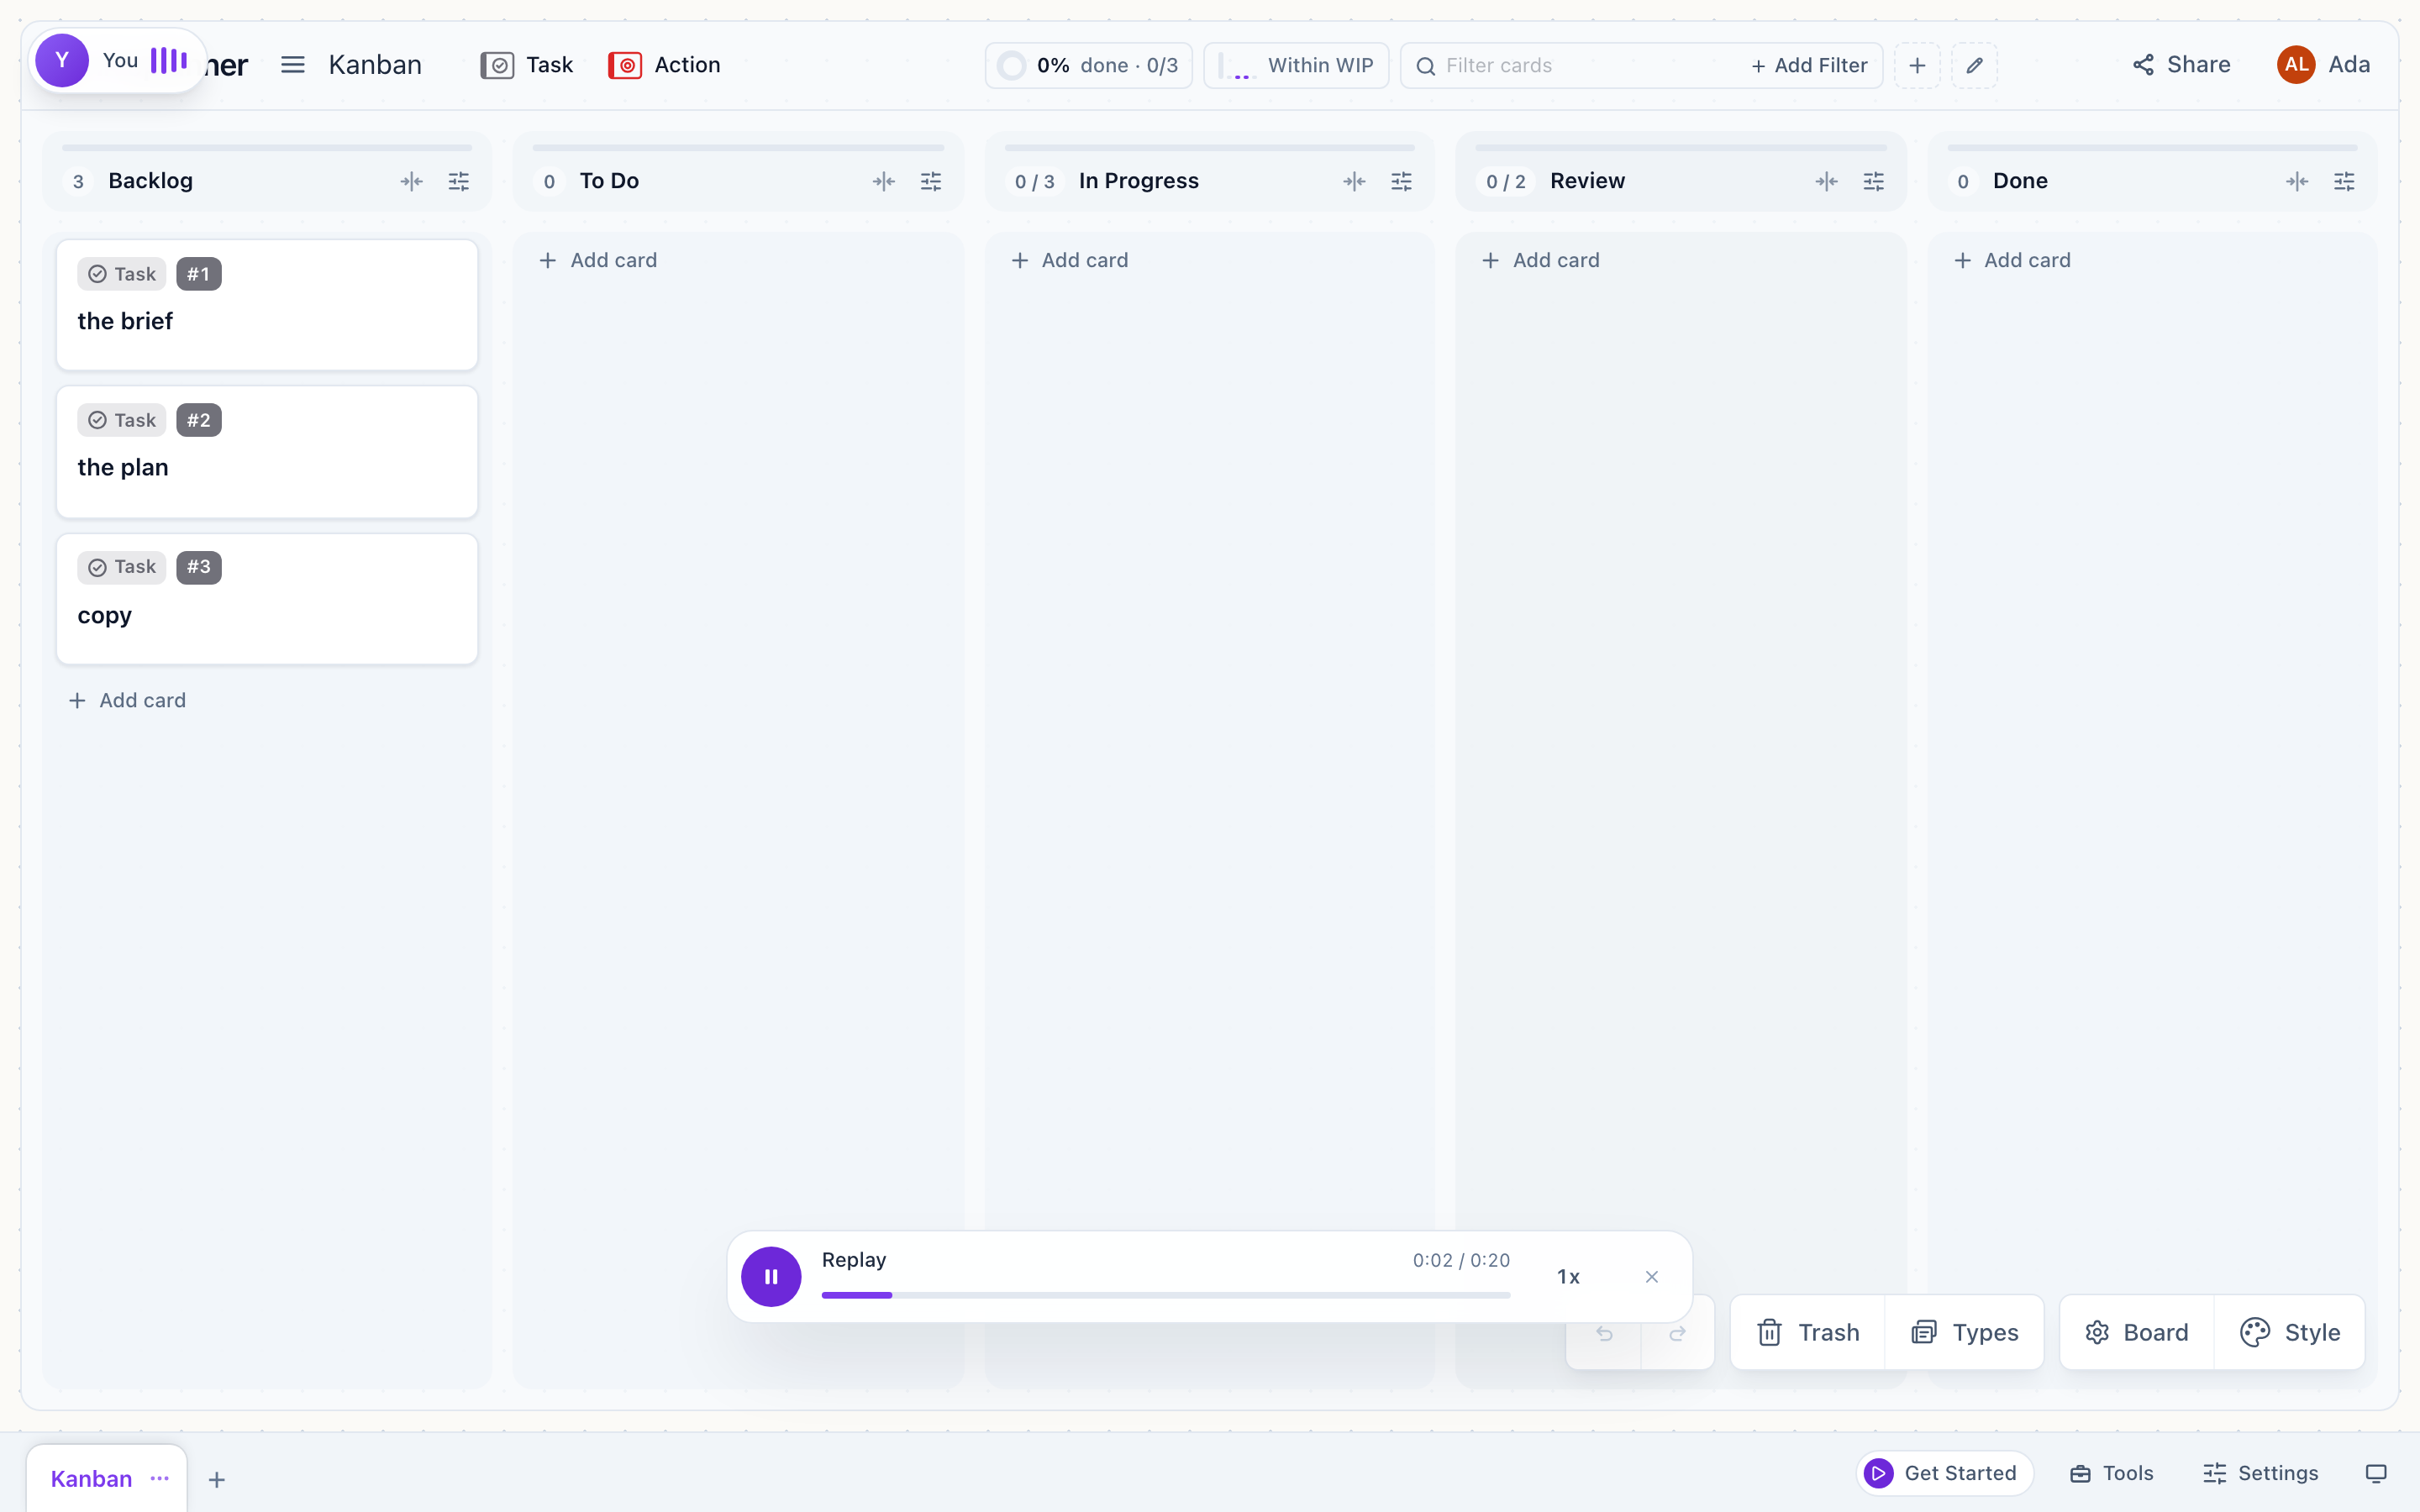 Y You
Kanban
Task
Action
0% done · 0/3
Within WIP
Filter cards
+ Add Filter
Share
AL Ada
3 Backlog
0 To Do
0 / 3 In Progress
0 / 2 Review
0 Done
Task #1
the brief
Task #2
the plan
Task #3
copy
+ Add card
+ Add card
+ Add card
+ Add card
+ Add card
Replay
0:02 / 0:20
1x
Trash
Types
Board
Style
Kanban
Get Started
Tools
Settings